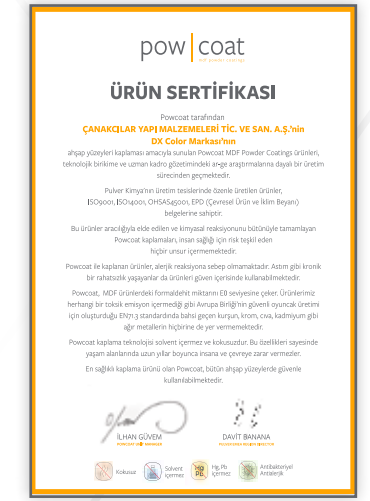 pow coat
MDF powder coatings
ÜRÜN SERTİFİKASI
Powcoat tarafından
ÇANAKÇILAR YAPI MALZEMELERİ TİC. VE SAN. A.Ş.'nin
DX Color Markası'nın
ahşap yüzeyleri kaplaması amacıyla sunulan Powcoat MDF Powder Coatings ürünleri,
teknolojik birikime ve uzman kadro gözetimindeki ar-ge araştırmalarına dayalı bir üretim
sürecinden geçmektedir.
Pulver Kimya'nın üretim tesislerinde özenle üretilen ürünler,
ISO9001, ISO14001, OHSAS45001, EPD (Çevresel Ürün ve İklim Beyanı)
belgelerine sahiptir.
Bu ürünler aracılığıyla elde edilen ve kimyasal reaksiyonunu bütünüyle tamamlayan
Powcoat kaplamaları, insan sağlığı için risk teşkil eden
hiçbir unsur içermemektedir.
Powcoat ile kaplanan ürünler, alerjik reaksiyona sebep olmamaktadır. Astım gibi kronik
bir rahatsızlık yaşayanlar da ürünleri güven içerisinde kullanabilmektedir.
Powcoat, MDF ürünlerdeki formaldehit miktarını E0 seviyesine çeker. Ürünlerimiz
herhangi bir toksik emisyon içermediği gibi Avrupa Birliği'nin güvenli oyuncak üretimi
için oluşturduğu EN71.3 standardında bahsi geçen kurşun, krom, cıva, kadmiyum gibi
ağır metallerin hiçbirine de yer vermemektedir.
Powcoat kaplama teknolojisi solvent içermez ve kokusuzdur. Bu özellikleri sayesinde
yaşam alanlarında uzun yıllar boyunca insana ve çevreye zarar vermezler.
En sağlıklı kaplama ürünü olan Powcoat, bütün ahşap yüzeylerde güvenle
kullanılabilmektedir.
İLHAN GÜVEM DAVİT BANANA
Kokusuz
Solvent
içermez
Hg
Pb
Hg, Pb
içermez
Antibakteriyel
Antialerjik